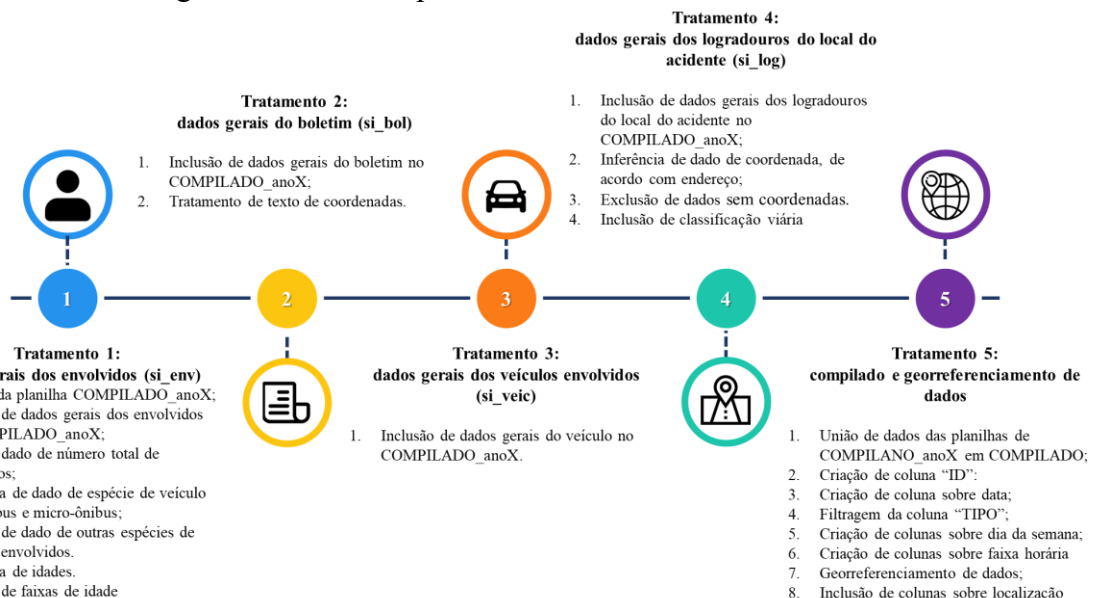 Tratamento 4:
dados gerais dos logradouros do local do
acidente (si_log)
1. Inclusão de dados gerais dos logradouros
do local do acidente no
COMPILADO_anoX;
2. Inferência de dado de coordenada, de
acordo com endereço;
3. Exclusão de dados sem coordenadas.
4. Inclusão de classificação viária
Tratamento 2:
dados gerais do boletim (si_bol)
1. Inclusão de dados gerais do boletim no
COMPILADO_anoX;
2. Tratamento de texto de coordenadas.
1
2
3
4
5
Tratamento 1:
rais dos envolvidos (si_env)
da planilha COMPILADO_anoX;
de dados gerais dos envolvidos
PILADO_anoX;
dado de número total de
os;
a de dado de espécie de veículo
bus e micro-ônibus;
de dado de outras espécies de
envolvidos.
a de idades.
de faixas de idade
Tratamento 3:
dados gerais dos veículos envolvidos
(si_veic)
1. Inclusão de dados gerais do veículo no
COMPILADO_anoX.
Tratamento 5:
compilado e georreferenciamento de
dados
1. União de dados das planilhas de
COMPILANO_anoX em COMPILADO;
2. Criação de coluna “ID”:
3. Criação de coluna sobre data;
4. Filtragem da coluna “TIPO”;
5. Criação de colunas sobre dia da semana;
6. Criação de colunas sobre faixa horária
7. Georreferenciamento de dados;
8. Inclusão de colunas sobre localização